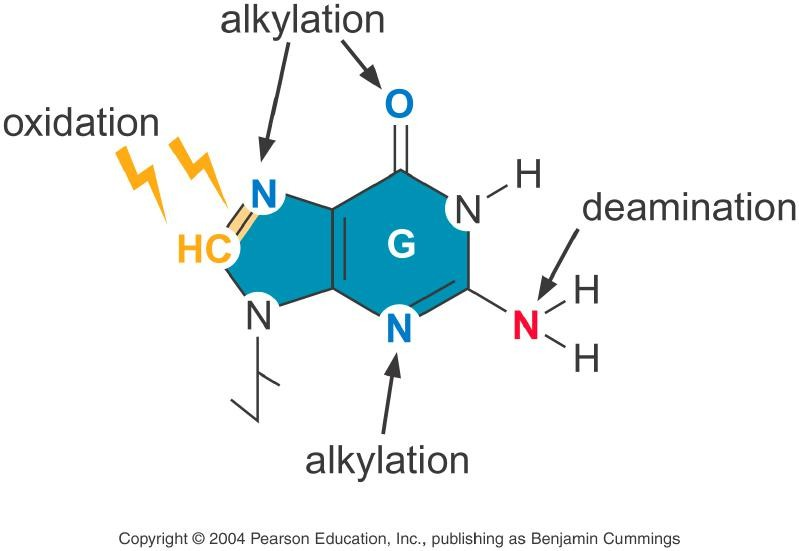 alkylation
O
oxidation
H
N
N
deamination
HC
G
H
N
N
N
H
alkylation
Copyright © 2004 Pearson Education, Inc., publishing as Benjamin Cummings